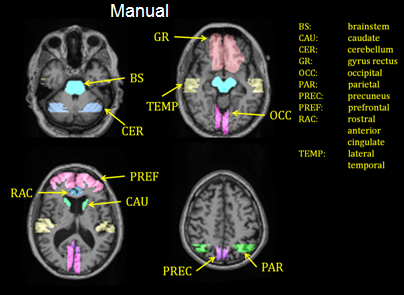 Manual
GR
BS
TEMP
CER
OCC
PREF
RAC
CAU
PREC
PAR
BS: brainstem
CAU: caudate
CER: cerebellum
GR: gyrus rectus
OCC: occipital
PAR: parietal
PREC: precuneus
PREF: prefrontal
RAC: rostral
anterior
cingulate
TEMP: lateral
temporal